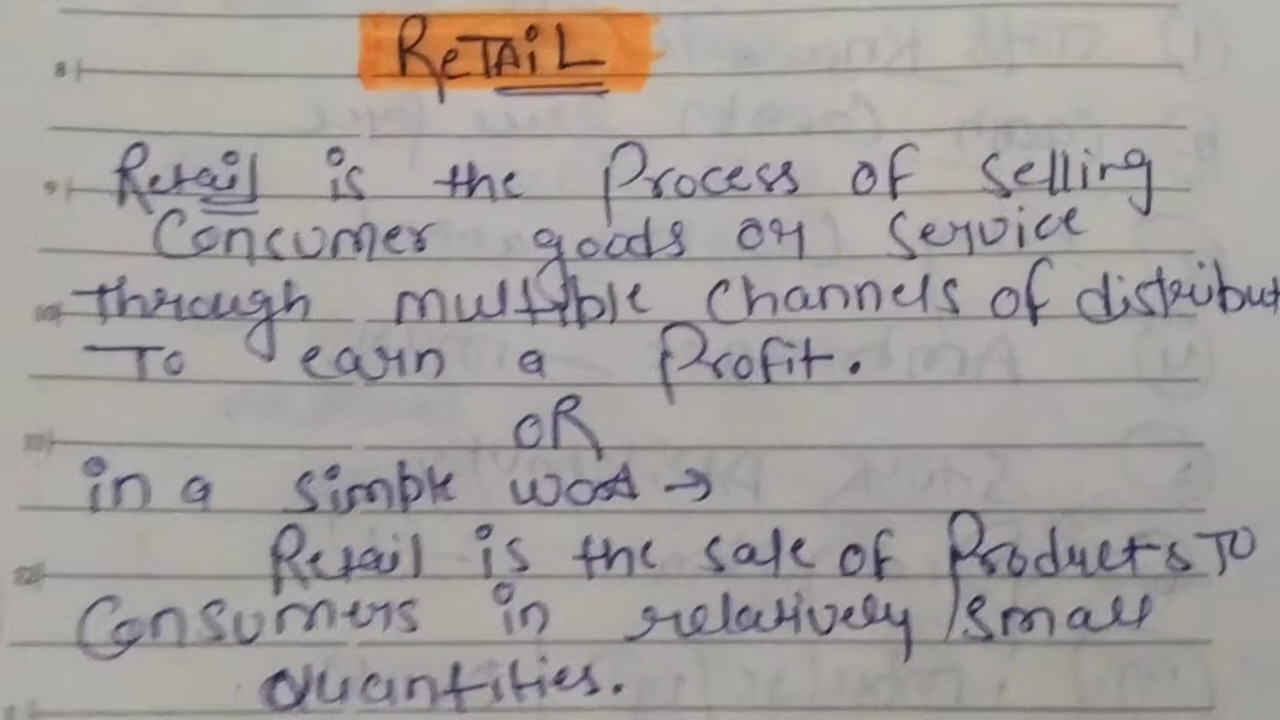 RETAIL
Retail is the Process of selling
Consumer goods or Service
through multiple Channels of distribut
To earn a Profit.
OR
in a simple word →
Retail is the sale of Products TO
Consumers in relatively small
quantities.